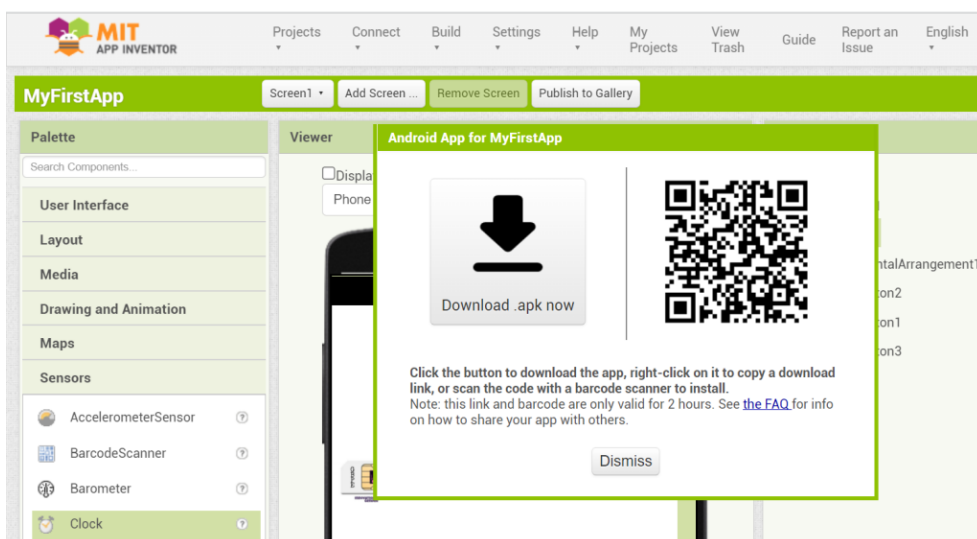 MIT
APP INVENTOR
Projects
Connect
Build
Settings
Help
My
Projects
View
Trash
Guide
Report an
Issue
English
MyFirstApp
Screen1
Add Screen ...
Remove Screen
Publish to Gallery
Palette
Viewer
Search Components...
User Interface
Layout
Media
Drawing and Animation
Maps
Sensors
AccelerometerSensor
BarcodeScanner
Barometer
Clock
Displa
Phone
Android App for MyFirstApp
Download .apk now
Click the button to download the app, right-click on it to copy a download
link, or scan the code with a barcode scanner to install.
Note: this link and barcode are only valid for 2 hours. See the FAQ for info
on how to share your app with others.
Dismiss
ntalArrangement1
ton2
ton1
ton3